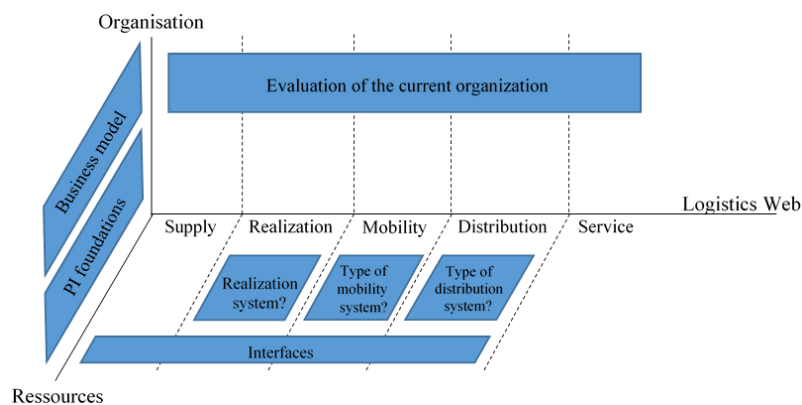 Organisation
Evaluation of the current organization
Business model
PI foundations
Logistics Web
Supply
Realization
Mobility
Distribution
Service
Realization
system?
Type of
mobility
system?
Type of
distribution
system?
Interfaces
Ressources